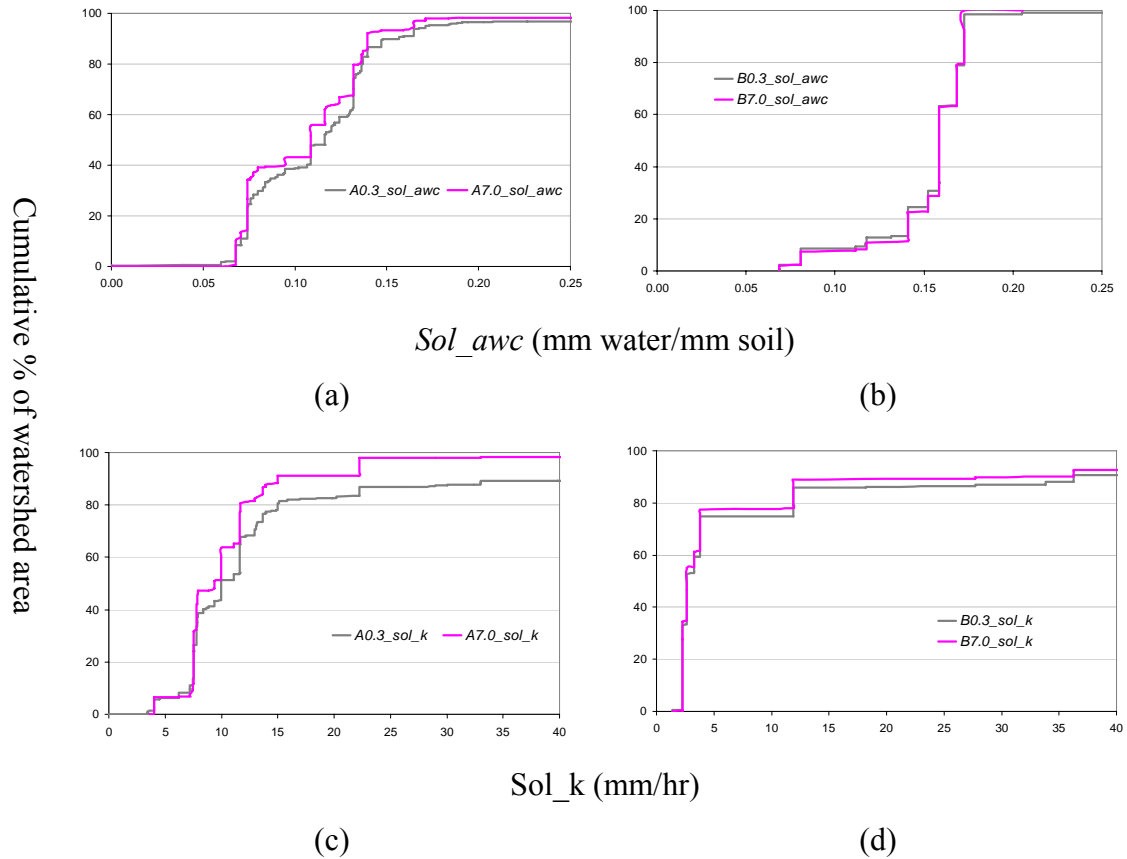 Cumulative % of watershed area
100
80
60
40
20
0
A0.3_sol_awc A7.0_sol_awc
0.00 0.05 0.10 0.15 0.20 0.25
100
80
60
40
20
0
B0.3_sol_awc
B7.0_sol_awc
0.00 0.05 0.10 0.15 0.20 0.25
Sol_awc (mm water/mm soil)
(a) (b)
100
80
60
40
20
0
A0.3_sol_k A7.0_sol_k
0 5 10 15 20 25 30 35 40
100
80
60
40
20
0
B0.3_sol_k
B7.0_sol_k
0 5 10 15 20 25 30 35 40
Sol_k (mm/hr)
(c) (d)